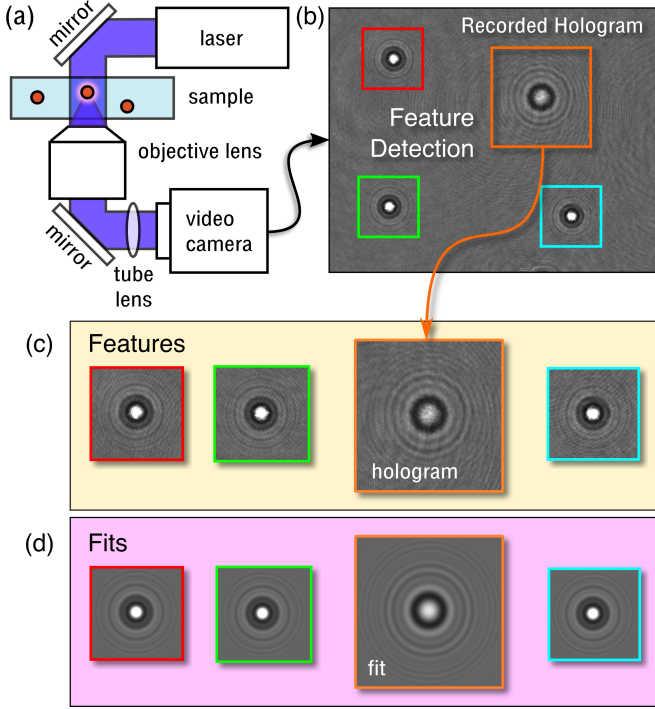 (a)
mirror
laser
sample
objective lens
mirror
tube
lens
video
camera
(b)
Recorded Hologram
Feature
Detection
(c)
Features
hologram
(d)
Fits
fit